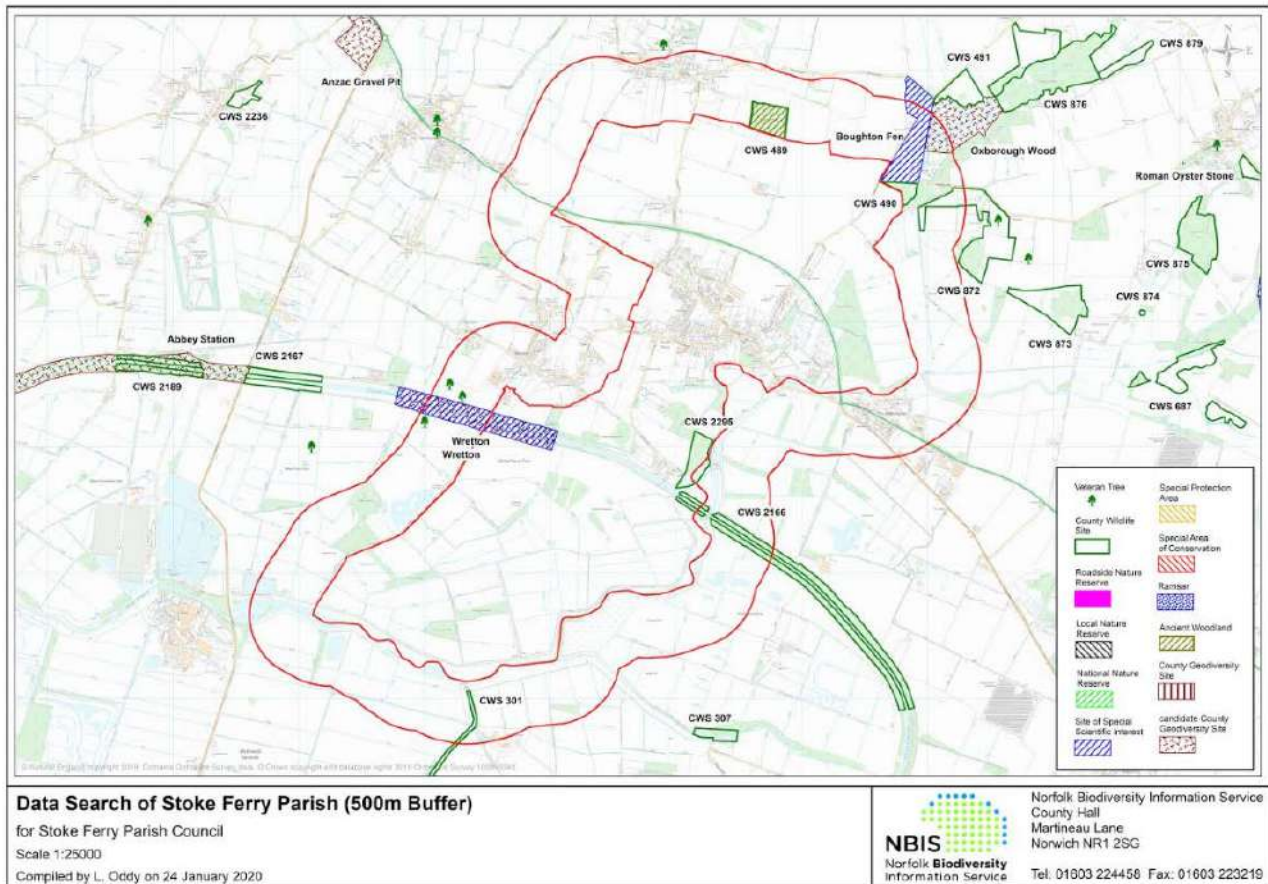 CWS 491
CWS 879
Anzac Gravel Pit
CWS 2236
CWS 876
CWS 489
Boughton Fen
Oxborough Wood
Roman Oyster Stone
CWS 490
CWS 875
CWS 872
CWS 874
CWS 873
Abbey Station
CWS 2167
CWS 2189
CWS 687
CWS 2295
Wretton
Wretton
CWS 2166
CWS 301
CWS 307
Veteran Tree
County Wildlife
Site
Roadside Nature
Reserve
Local Nature
Reserve
National Nature
Reserve
Site of Special
Scientific Interest
Special Protection
Area
Special Area
of Conservation
Ramsar
Ancient Woodland
County Geodiversity
Site
candidate County
Geodiversity Site
Data Search of Stoke Ferry Parish (500m Buffer)
for Stoke Ferry Parish Council
Scale 1:25000
Compiled by L. Oddy on 24 January 2020
NBIS
Norfolk Biodiversity
Information Service
Norfolk Biodiversity Information Service
County Hall
Martineau Lane
Norwich NR1 2SG
Tel: 01603 224458 Fax: 01603 223219